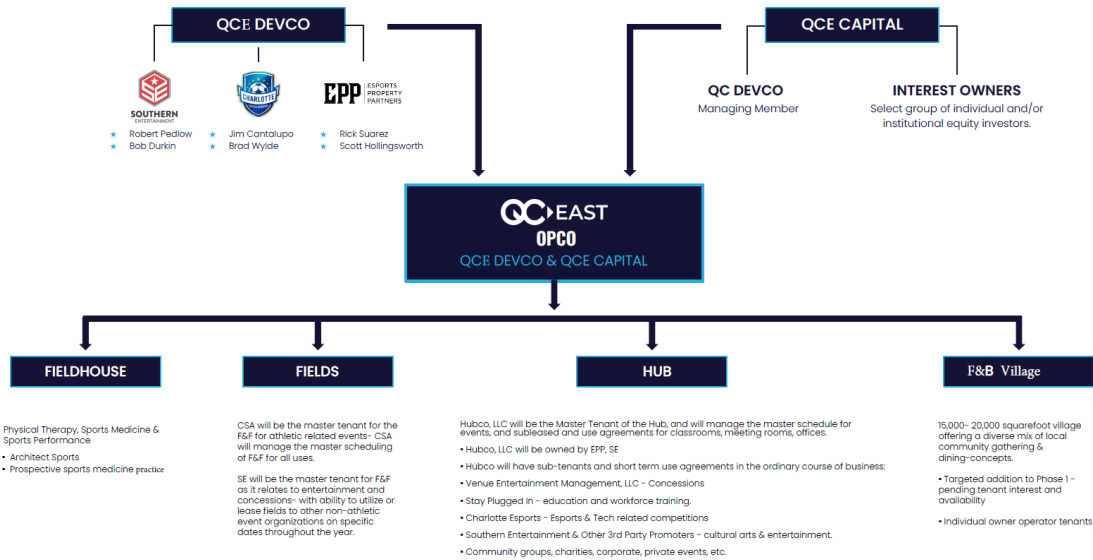 QCE DEVCO
QCE CAPITAL
SOUTHERN
ENTERTAINMENT
CHARLOTTE
EPP ESPORTS
PROPERTY
PARTNERS
★ Robert Pedlow
★ Bob Durkin
★ Jim Cantalupo
★ Brad Wylde
★ Rick Suarez
★ Scott Hollingsworth
QC DEVCO
Managing Member
INTEREST OWNERS
Select group of individual and/or
institutional equity investors.
QC EAST
OPCO
QCE DEVCO & QCE CAPITAL
FIELDHOUSE
Physical Therapy, Sports Medicine &
Sports Performance
• Architect Sports
• Prospective sports medicine practice
FIELDS
CSA will be the master tenant for the
F&F for athletic related events- CSA
will manage the master scheduling
of F&F for all uses.
SE will be the master tenant for F&F
as it relates to entertainment and
concessions- with ability to utilize or
lease fields to other non-athletic
event organizations on specific
dates throughout the year.
HUB
Hubco, LLC will be the Master Tenant of the Hub, and will manage the master schedule for
events, and subleased and use agreements for classrooms, meeting rooms, offices.
• Hubco, LLC will be owned by EPP, SE
• Hubco will have sub-tenants and short term use agreements in the ordinary course of business:
• Venue Entertainment Management, LLC - Concessions
• Stay Plugged In - education and workforce training.
• Charlotte Esports - Esports & Tech related competitions
• Southern Entertainment & Other 3rd Party Promoters - cultural arts & entertainment.
• Community groups, charities, corporate, private events, etc.
F&B Village
15,000- 20,000 squarefoot village
offering a diverse mix of local
community gathering &
dining-concepts.
• Targeted addition to Phase 1 -
pending tenant interest and
availability
• Individual owner operator tenants